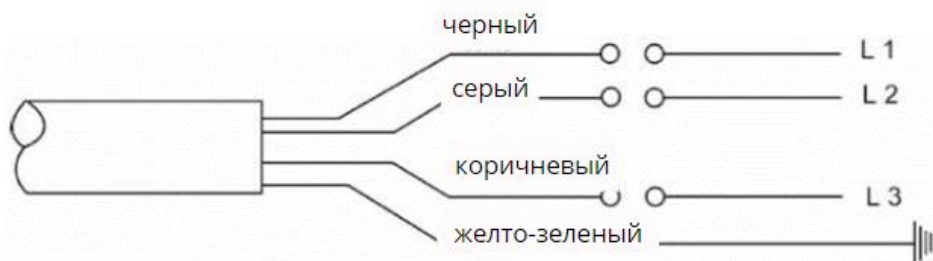 черный L 1
серый L 2
коричневый L 3
желто-зеленый